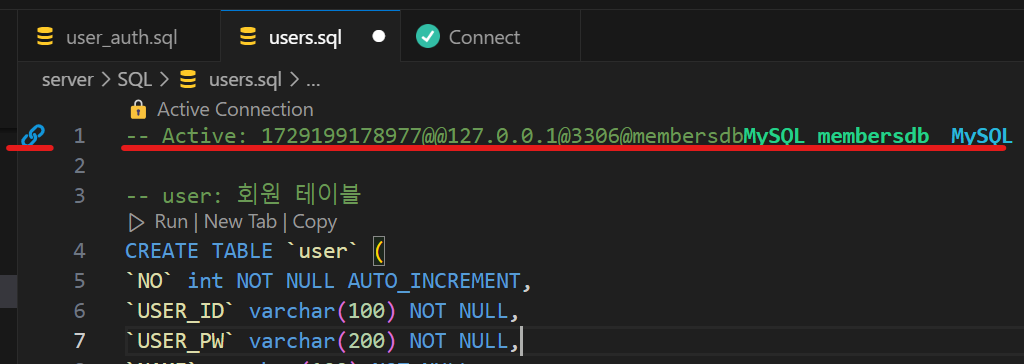 user_auth.sql users.sql Connect
server > SQL > users.sql > ...
Active Connection
1 -- Active: 1729199178977@@127.0.0.1@3306@membersdbMySQL membersdb MySQL
2
3 -- user: 회원 테이블
Run | New Tab | Copy
4 CREATE TABLE `user` (
5 `NO` int NOT NULL AUTO_INCREMENT,
6 `USER_ID` varchar(100) NOT NULL,
7 `USER_PW` varchar(200) NOT NULL,